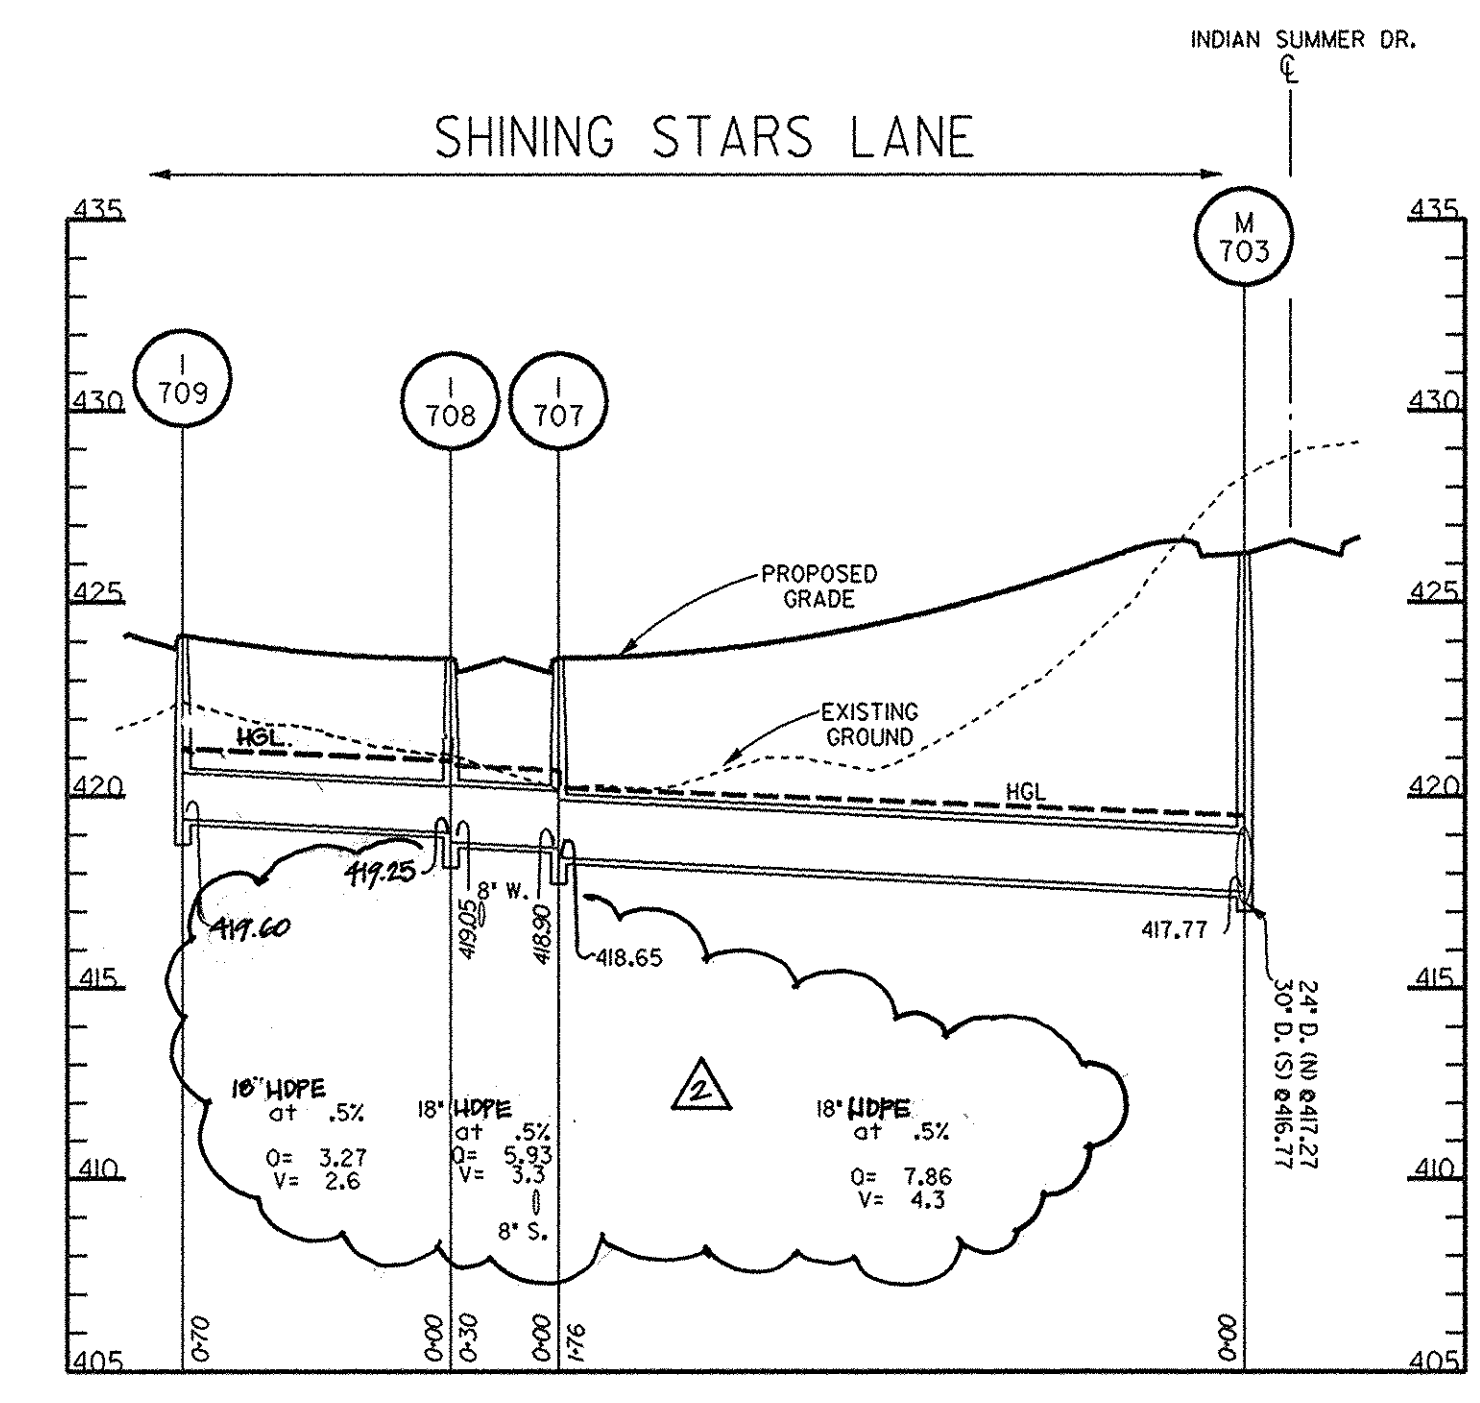 INDIAN SUMMER DR.
℄
SHINING STARS LANE
435
435
M
703
I
709
I
708
I
707
430
430
425
425
PROPOSED
GRADE
EXISTING
GROUND
HGL.
HGL
420
420
419.25
8" W.
419.60
419.05
418.90
418.65
417.77
415
415
24" D. (N) @417.27
30" D. (S) @416.77
2
18" HDPE
at .5%
Q= 3.27
V= 2.6
18" HDPE
at .5%
Q= 5.93
V= 3.3
8" S.
18" HDPE
at .5%
Q= 7.86
V= 4.3
410
410
0+70
0+00
0+30
0+00
1+76
0+00
405
405